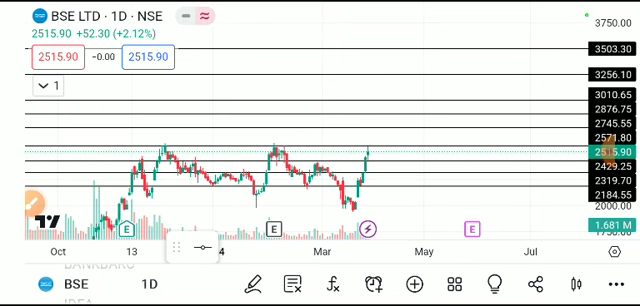 BSE LTD · 1D · NSE
2515.90 +52.30 (+2.12%)
2515.90 -0.00 2515.90
1
3750.00
3503.30
3256.10
3010.65
2876.75
2745.55
2571.80
2515.90
2429.25
2319.70
2184.55
2000.00
1.681 M
E E E
Oct 13 4 Mar May Jul
BSE 1D